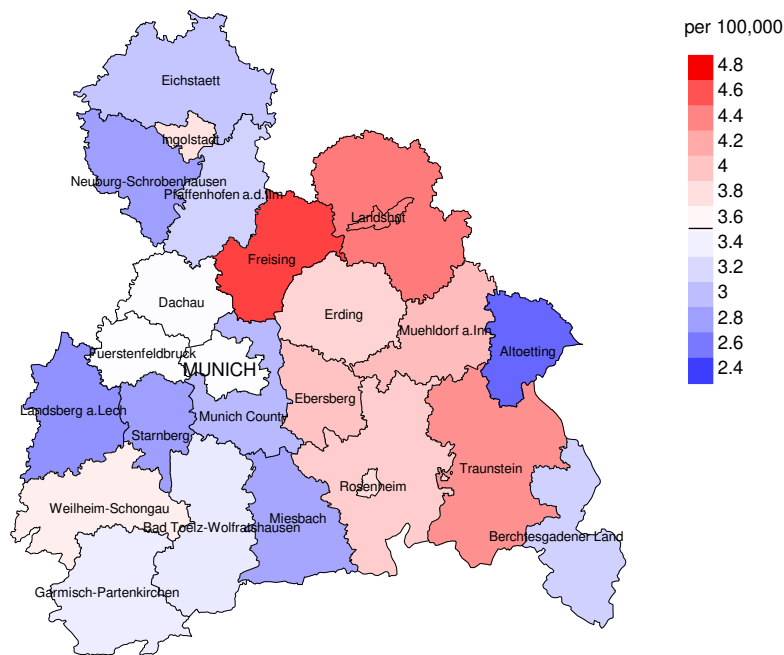 per 100,000
4.8
4.6
4.4
4.2
4
3.8
3.6
3.4
3.2
3
2.8
2.6
2.4
Eichstaett
Ingolstadt
Neuburg-Schrobenhausen
Pfaffenhofen a.d.Ilm
Landshut
Freising
Dachau
Erding
Muehldorf a.Inn
Altoetting
Fuerstenfeldbruck
MUNICH
Ebersberg
Landsberg a.Lech
Munich County
Starnberg
Traunstein
Rosenheim
Weilheim-Schongau
Miesbach
Bad Toelz-Wolfratshausen
Berchtesgadener Land
Garmisch-Partenkirchen